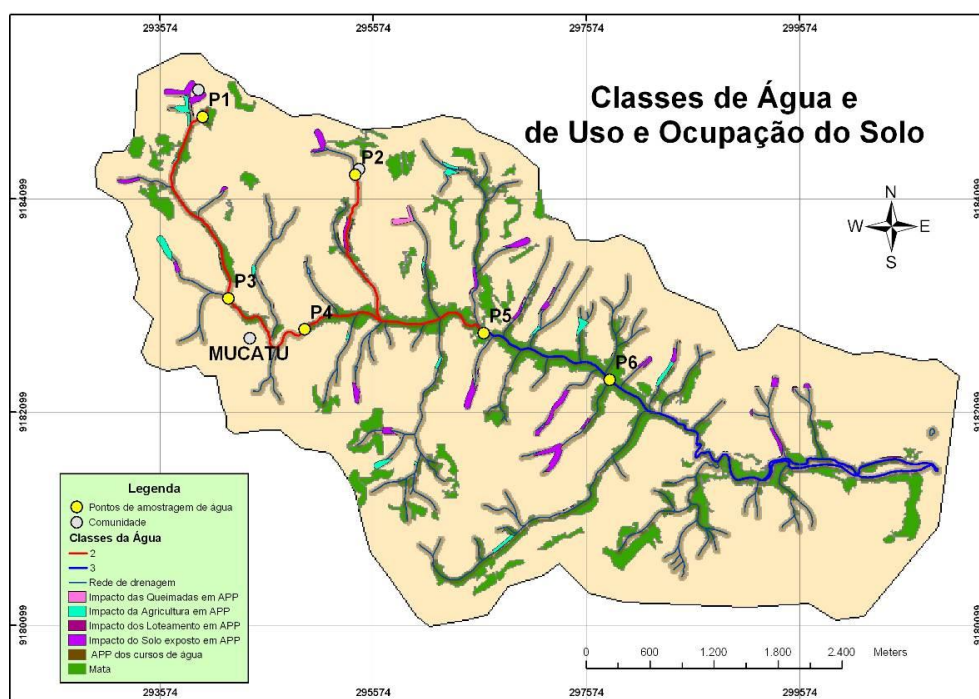 293574 295574 297574 299574
Classes de Água e
de Uso e Ocupação do Solo
P1
P2
9184099 9184099
N
W E
S
P3
P4
P5
MUCATU
P6
9182099 9182099
Legenda
Pontos de amostragem de água
Comunidade
Classes da Água
2
3
Rede de drenagem
Impacto das Queimadas em APP
Impacto da Agricultura em APP
Impacto dos Loteamento em APP
Impacto do Solo exposto em APP
APP dos cursos de água
Mata
9180099 9180099
0 600 1.200 1.800 2.400 Meters
293574 295574 297574 299574